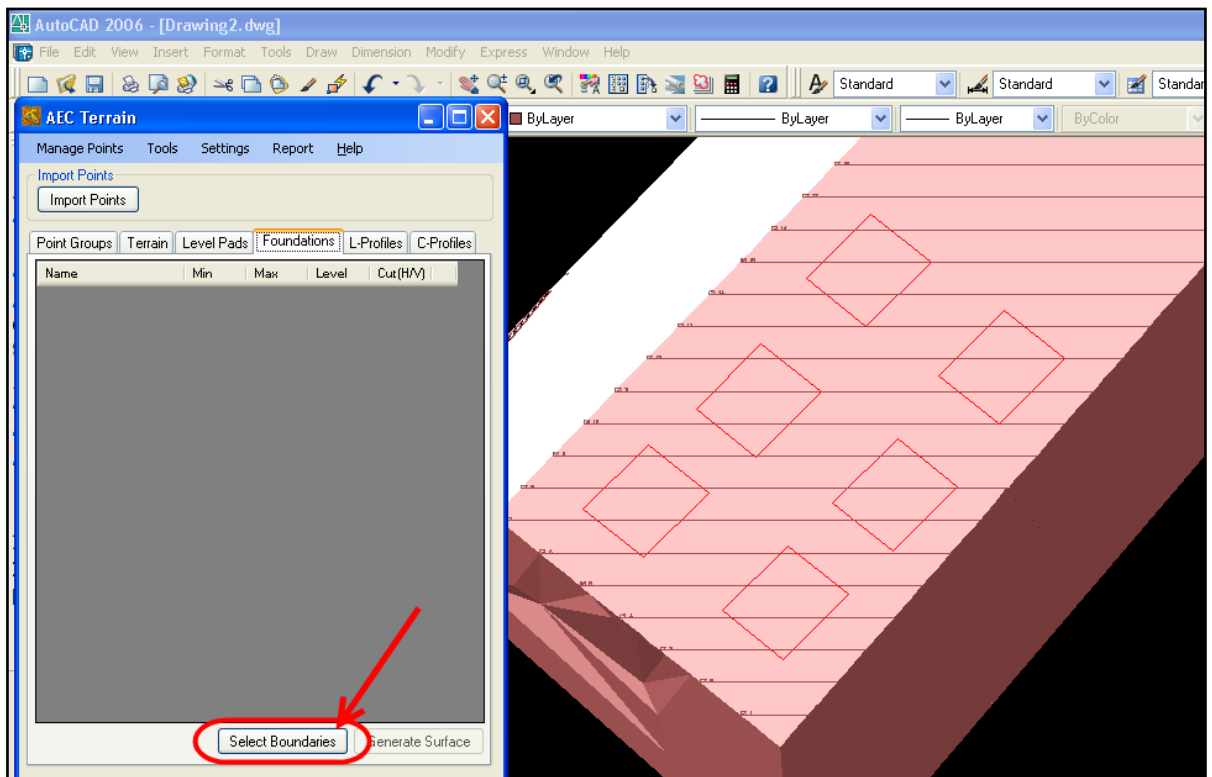 AutoCAD 2006 - [Drawing2.dwg]
File Edit View Insert Format Tools Draw Dimension Modify Express Window Help
Standard Standard Standar
AEC Terrain
ByLayer ByLayer ByLayer ByColor
Manage Points Tools Settings Report Help
Import Points
Import Points
Point Groups Terrain Level Pads Foundations L-Profiles C-Profiles
Name Min Max Level Cut(H/V)
Select Boundaries Generate Surface